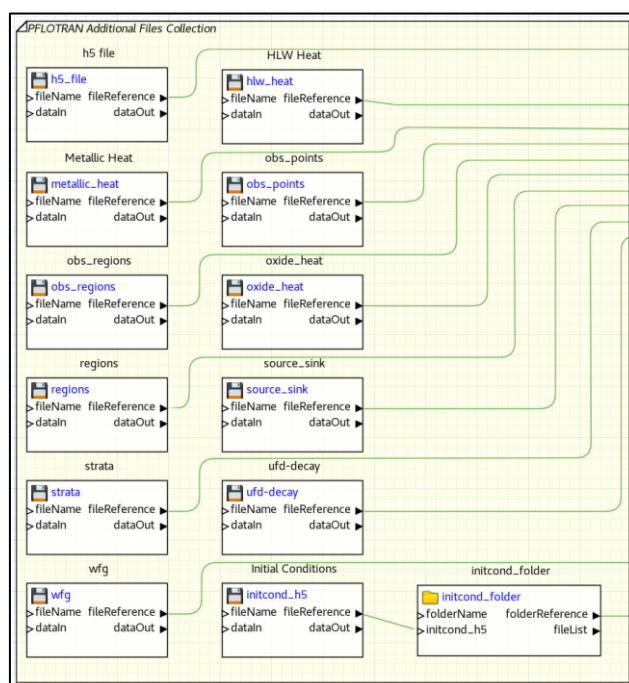 PFLOTRAN Additional Files Collection
h5 file
h5_file
fileName fileReference
dataIn dataOut
HLW Heat
hlw_heat
fileName fileReference
dataIn dataOut
Metallic Heat
metallic_heat
fileName fileReference
dataIn dataOut
obs_points
obs_points
fileName fileReference
dataIn dataOut
obs_regions
obs_regions
fileName fileReference
dataIn dataOut
oxide_heat
oxide_heat
fileName fileReference
dataIn dataOut
regions
regions
fileName fileReference
dataIn dataOut
source_sink
source_sink
fileName fileReference
dataIn dataOut
strata
strata
fileName fileReference
dataIn dataOut
ufd-decay
ufd-decay
fileName fileReference
dataIn dataOut
wfg
wfg
fileName fileReference
dataIn dataOut
Initial Conditions
initcond_h5
fileName fileReference
dataIn dataOut
initcond_folder
initcond_folder
folderName folderReference
initcond_h5 fileList